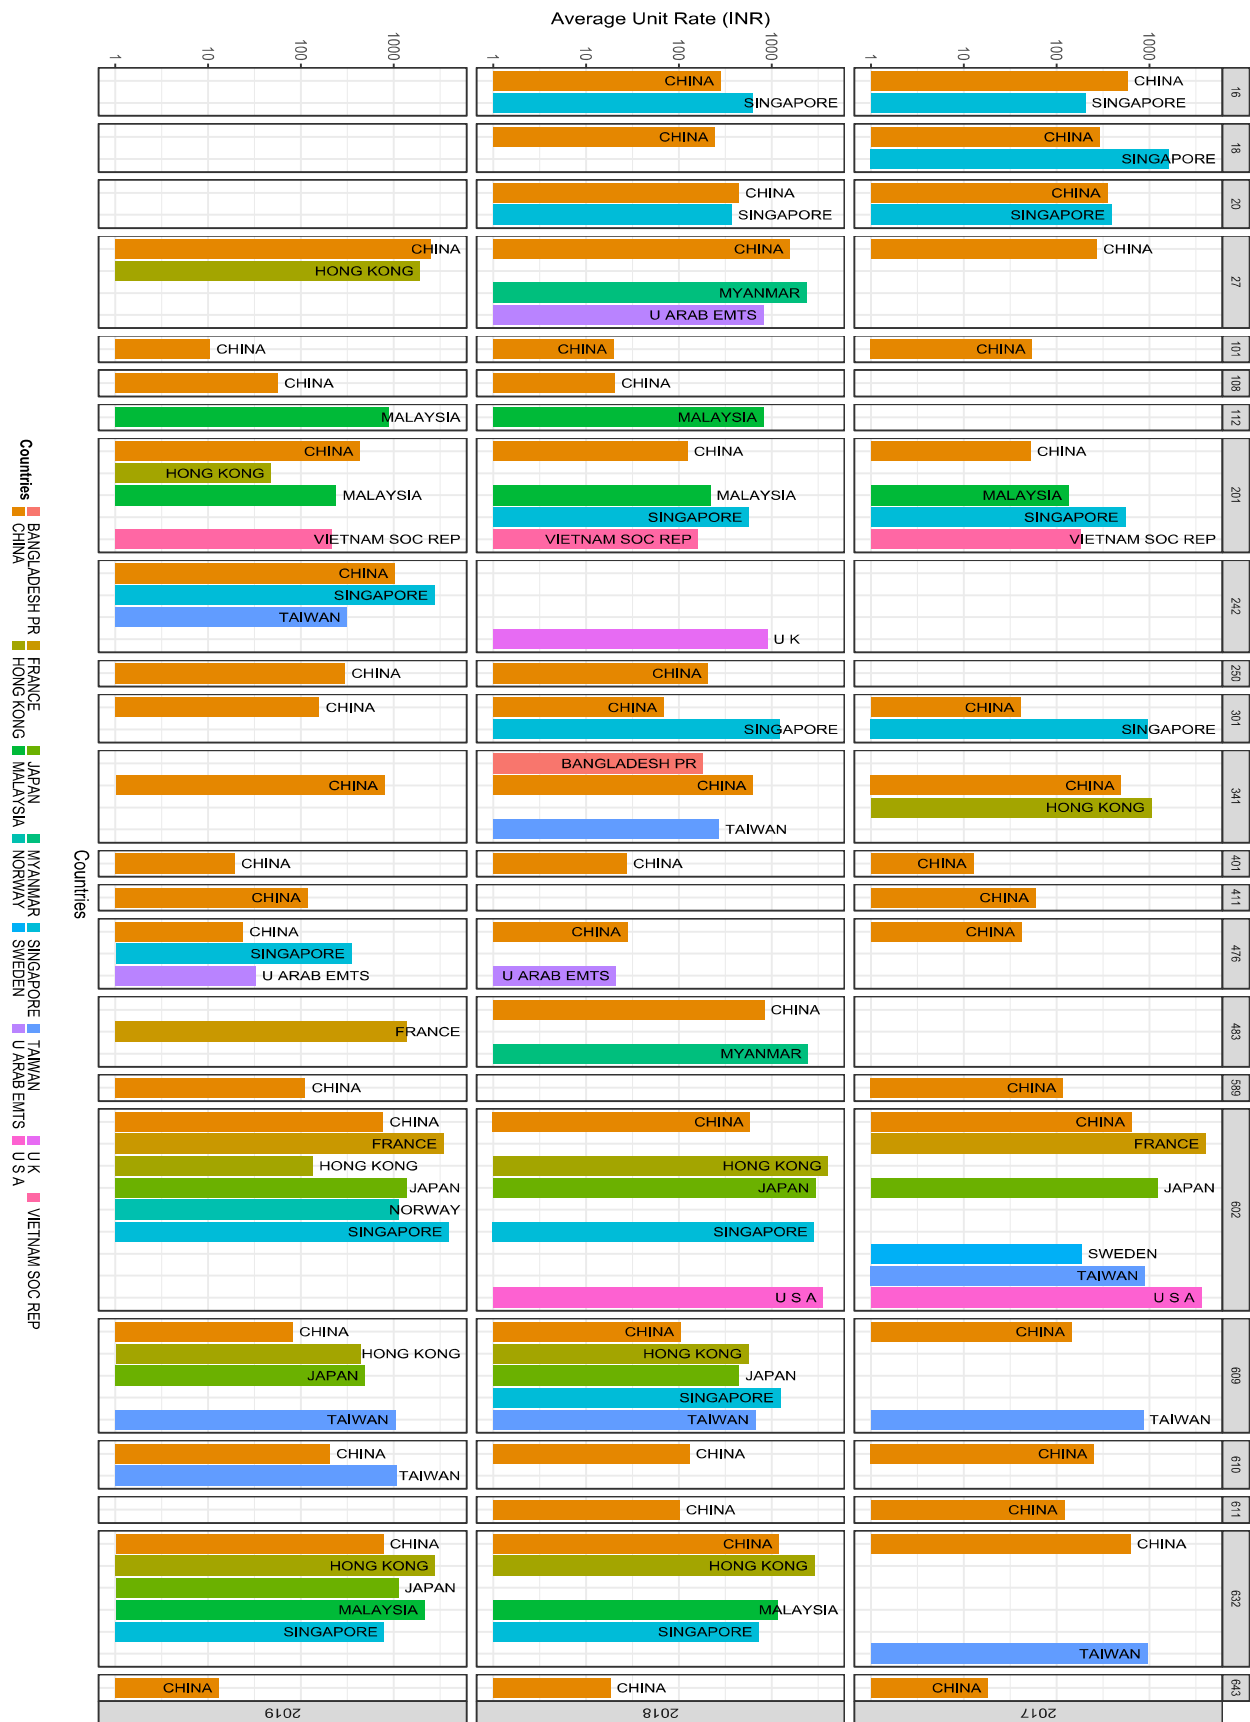 Average Unit Rate (INR)
1 10 100 1000 1 10 100 1000 1 10 100 1000
CHINA CHINA 16
SINGAPORE SINGAPORE
CHINA CHINA 18
SINGAPORE
CHINA CHINA 20
SINGAPORE SINGAPORE
CHINA CHINA CHINA 27
HONG KONG
MYANMAR
U ARAB EMTS
CHINA CHINA CHINA 101
CHINA CHINA 108
MALAYSIA MALAYSIA 112
CHINA CHINA CHINA 201
HONG KONG
MALAYSIA MALAYSIA MALAYSIA
SINGAPORE SINGAPORE
VIETNAM SOC REP VIETNAM SOC REP VIETNAM SOC REP
CHINA 242
SINGAPORE
TAIWAN
U K
CHINA CHINA 250
CHINA CHINA CHINA 301
SINGAPORE SINGAPORE
BANGLADESH PR 341
CHINA CHINA CHINA
HONG KONG
TAIWAN
CHINA CHINA CHINA 401
CHINA CHINA 411
CHINA CHINA CHINA 476
SINGAPORE
U ARAB EMTS U ARAB EMTS
CHINA 483
FRANCE
MYANMAR
CHINA CHINA 589
CHINA CHINA CHINA 602
FRANCE FRANCE
HONG KONG HONG KONG
JAPAN JAPAN JAPAN
NORWAY
SINGAPORE SINGAPORE
SWEDEN
TAIWAN
U S A U S A
CHINA CHINA CHINA 609
HONG KONG HONG KONG
JAPAN JAPAN
SINGAPORE
TAIWAN TAIWAN TAIWAN
CHINA CHINA CHINA 610
TAIWAN
CHINA CHINA 611
CHINA CHINA CHINA 632
HONG KONG HONG KONG
JAPAN
MALAYSIA MALAYSIA
SINGAPORE SINGAPORE
TAIWAN
CHINA CHINA CHINA 643
2019 2018 2017
Countries
Countries
BANGLADESH PR FRANCE JAPAN MYANMAR SINGAPORE TAIWAN U K VIETNAM SOC REP
CHINA HONG KONG MALAYSIA NORWAY SWEDEN U ARAB EMTS U S A